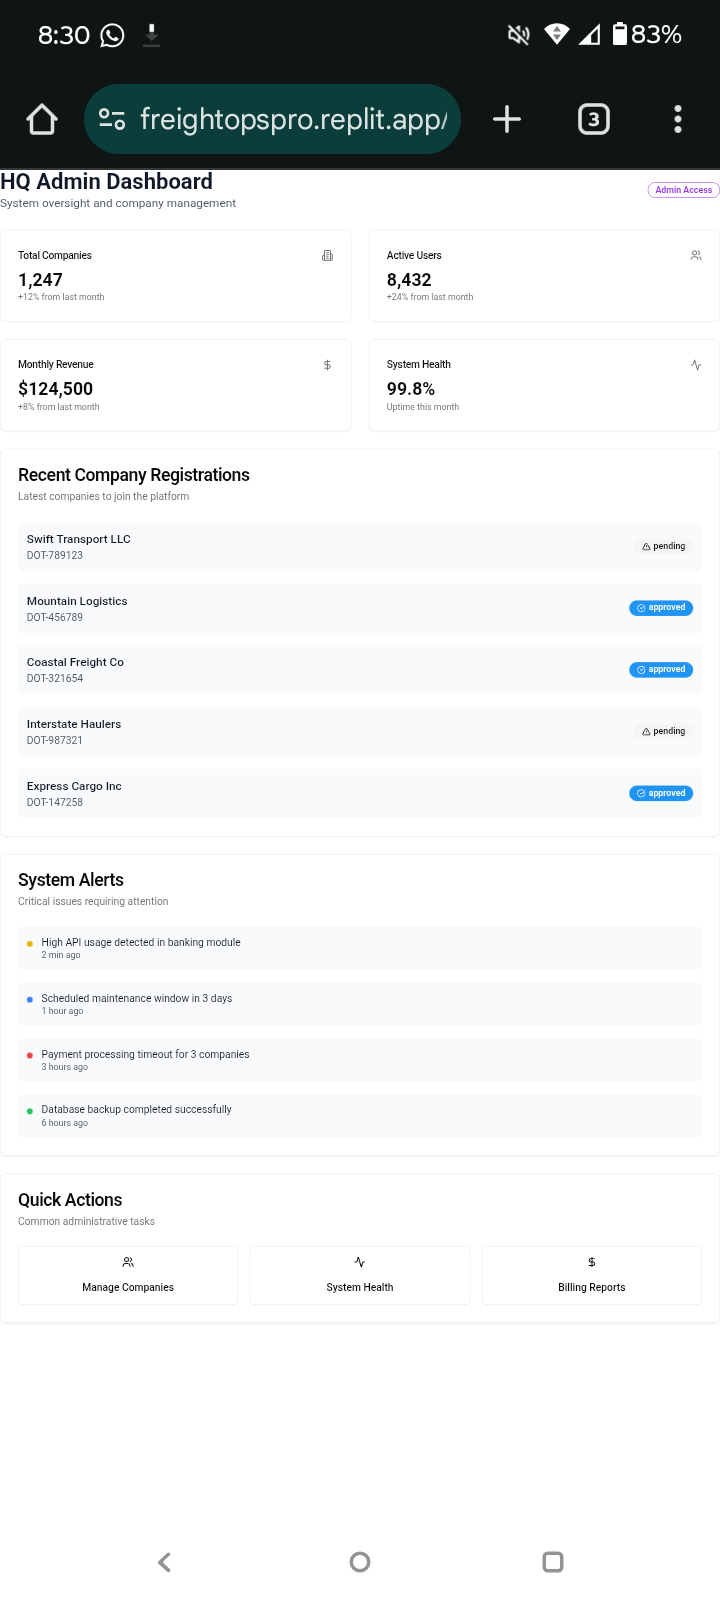 8:30
83%
freightopspro.replit.app/
3
HQ Admin Dashboard
System oversight and company management
Admin Access
Total Companies
1,247
+12% from last month
Active Users
8,432
+24% from last month
Monthly Revenue
$124,500
+8% from last month
System Health
99.8%
Uptime this month
Recent Company Registrations
Latest companies to join the platform
Swift Transport LLC
DOT-789123
pending
Mountain Logistics
DOT-456789
approved
Coastal Freight Co
DOT-321654
approved
Interstate Haulers
DOT-987321
pending
Express Cargo Inc
DOT-147258
approved
System Alerts
Critical issues requiring attention
High API usage detected in banking module
2 min ago
Scheduled maintenance window in 3 days
1 hour ago
Payment processing timeout for 3 companies
3 hours ago
Database backup completed successfully
6 hours ago
Quick Actions
Common administrative tasks
Manage Companies
System Health
Billing Reports